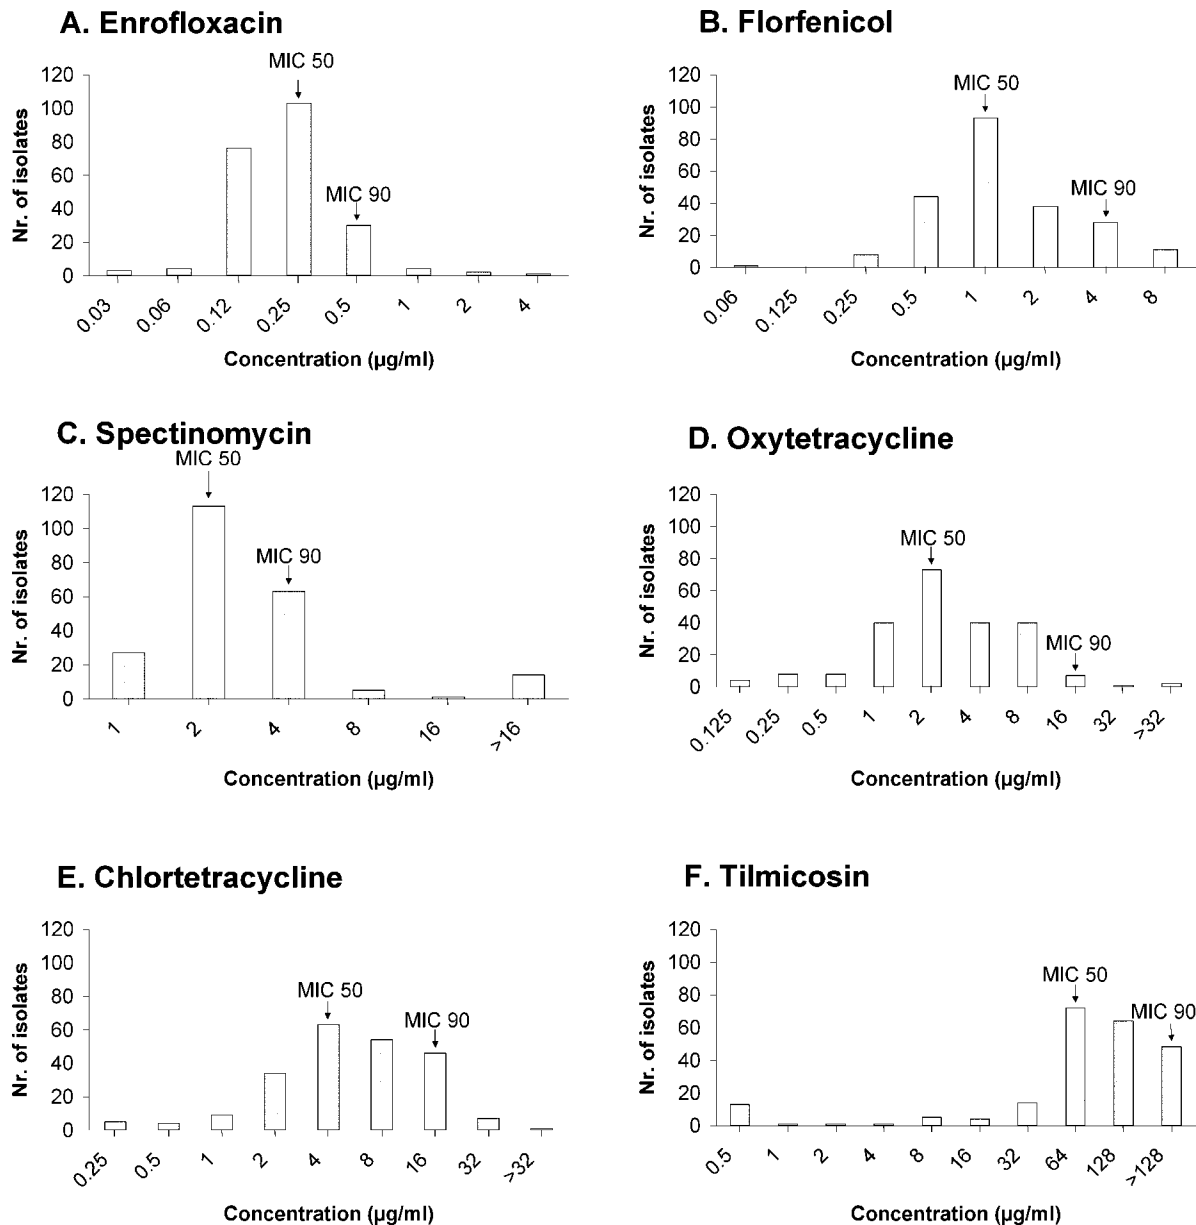 A. Enrofloxacin
MIC 50
MIC 90
Nr. of isolates
120
100
80
60
40
20
0
0.03 0.06 0.12 0.25 0.5 1 2 4
Concentration (µg/ml)
B. Florfenicol
MIC 50
MIC 90
Nr. of isolates
120
100
80
60
40
20
0
0.06 0.125 0.25 0.5 1 2 4 8
Concentration (µg/ml)
C. Spectinomycin
MIC 50
MIC 90
Nr. of isolates
120
100
80
60
40
20
0
1 2 4 8 16 >16
Concentration (µg/ml)
D. Oxytetracycline
MIC 50
MIC 90
Nr. of isolates
120
100
80
60
40
20
0
0.125 0.25 0.5 1 2 4 8 16 32 >32
Concentration (µg/ml)
E. Chlortetracycline
MIC 50
MIC 90
Nr. of isolates
120
100
80
60
40
20
0
0.25 0.5 1 2 4 8 16 32 >32
Concentration (µg/ml)
F. Tilmicosin
MIC 50
MIC 90
Nr. of isolates
120
100
80
60
40
20
0
0.5 1 2 4 8 16 32 64 128 >128
Concentration (µg/ml)